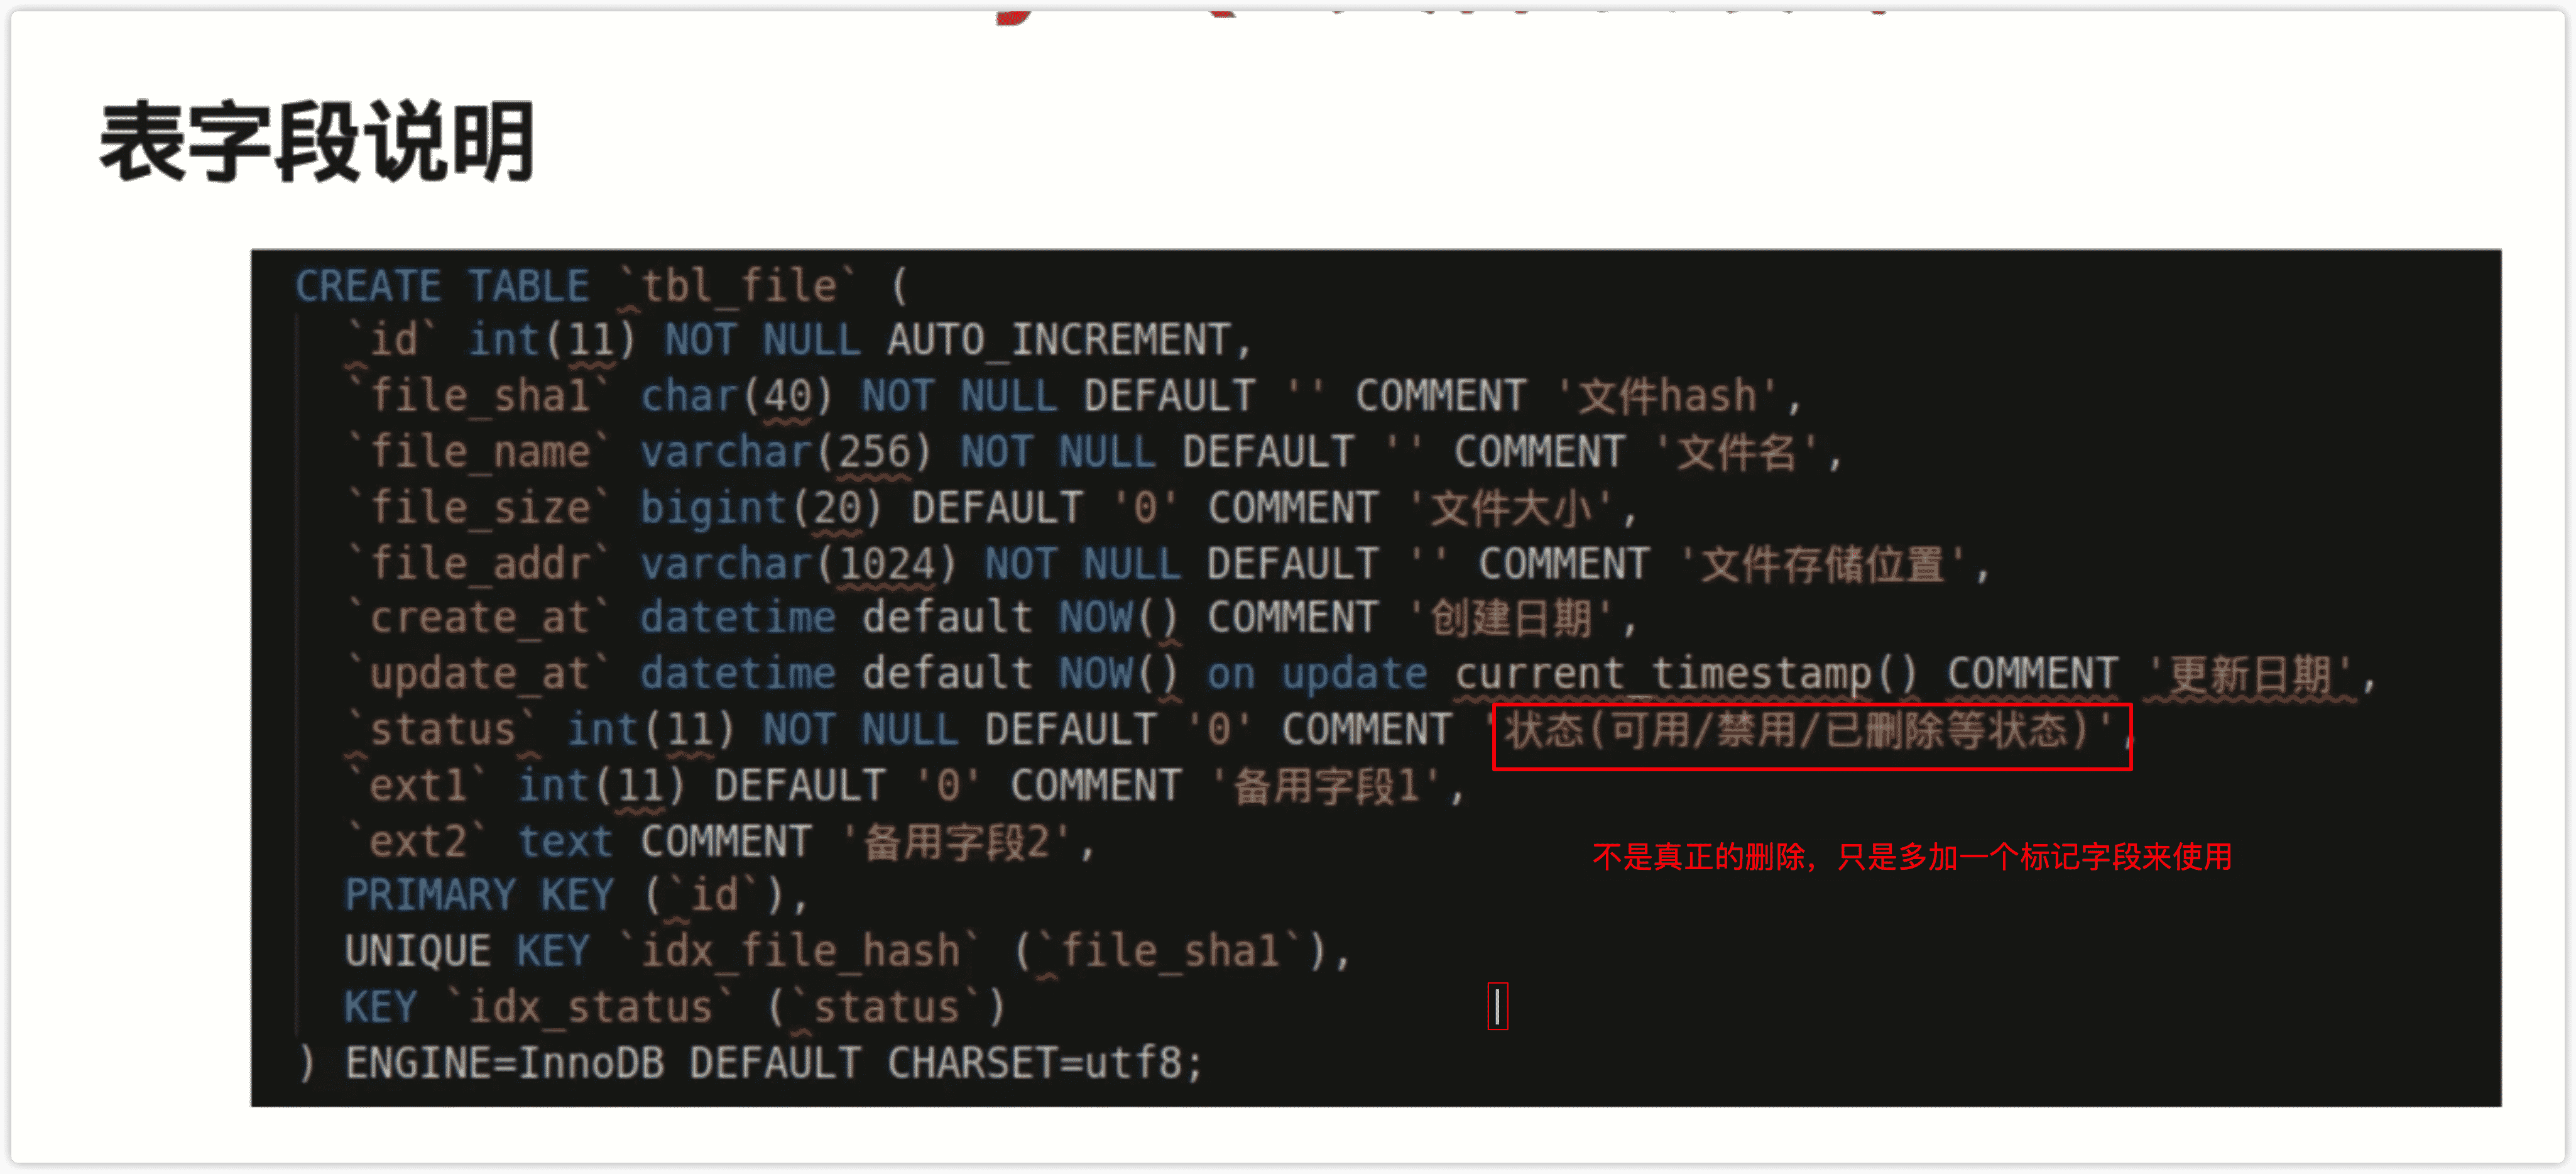 表字段说明
CREATE TABLE `tbl_file` (
`id` int(11) NOT NULL AUTO_INCREMENT,
`file_sha1` char(40) NOT NULL DEFAULT '' COMMENT '文件hash',
`file_name` varchar(256) NOT NULL DEFAULT '' COMMENT '文件名',
`file_size` bigint(20) DEFAULT '0' COMMENT '文件大小',
`file_addr` varchar(1024) NOT NULL DEFAULT '' COMMENT '文件存储位置',
`create_at` datetime default NOW() COMMENT '创建日期',
`update_at` datetime default NOW() on update current_timestamp() COMMENT '更新日期',
`status` int(11) NOT NULL DEFAULT '0' COMMENT '状态(可用/禁用/已删除等状态)',
`ext1` int(11) DEFAULT '0' COMMENT '备用字段1',
`ext2` text COMMENT '备用字段2',
不是真正的删除，只是多加一个标记字段来使用
PRIMARY KEY (`id`),
UNIQUE KEY `idx_file_hash` (`file_sha1`),
KEY `idx_status` (`status`)
) ENGINE=InnoDB DEFAULT CHARSET=utf8;